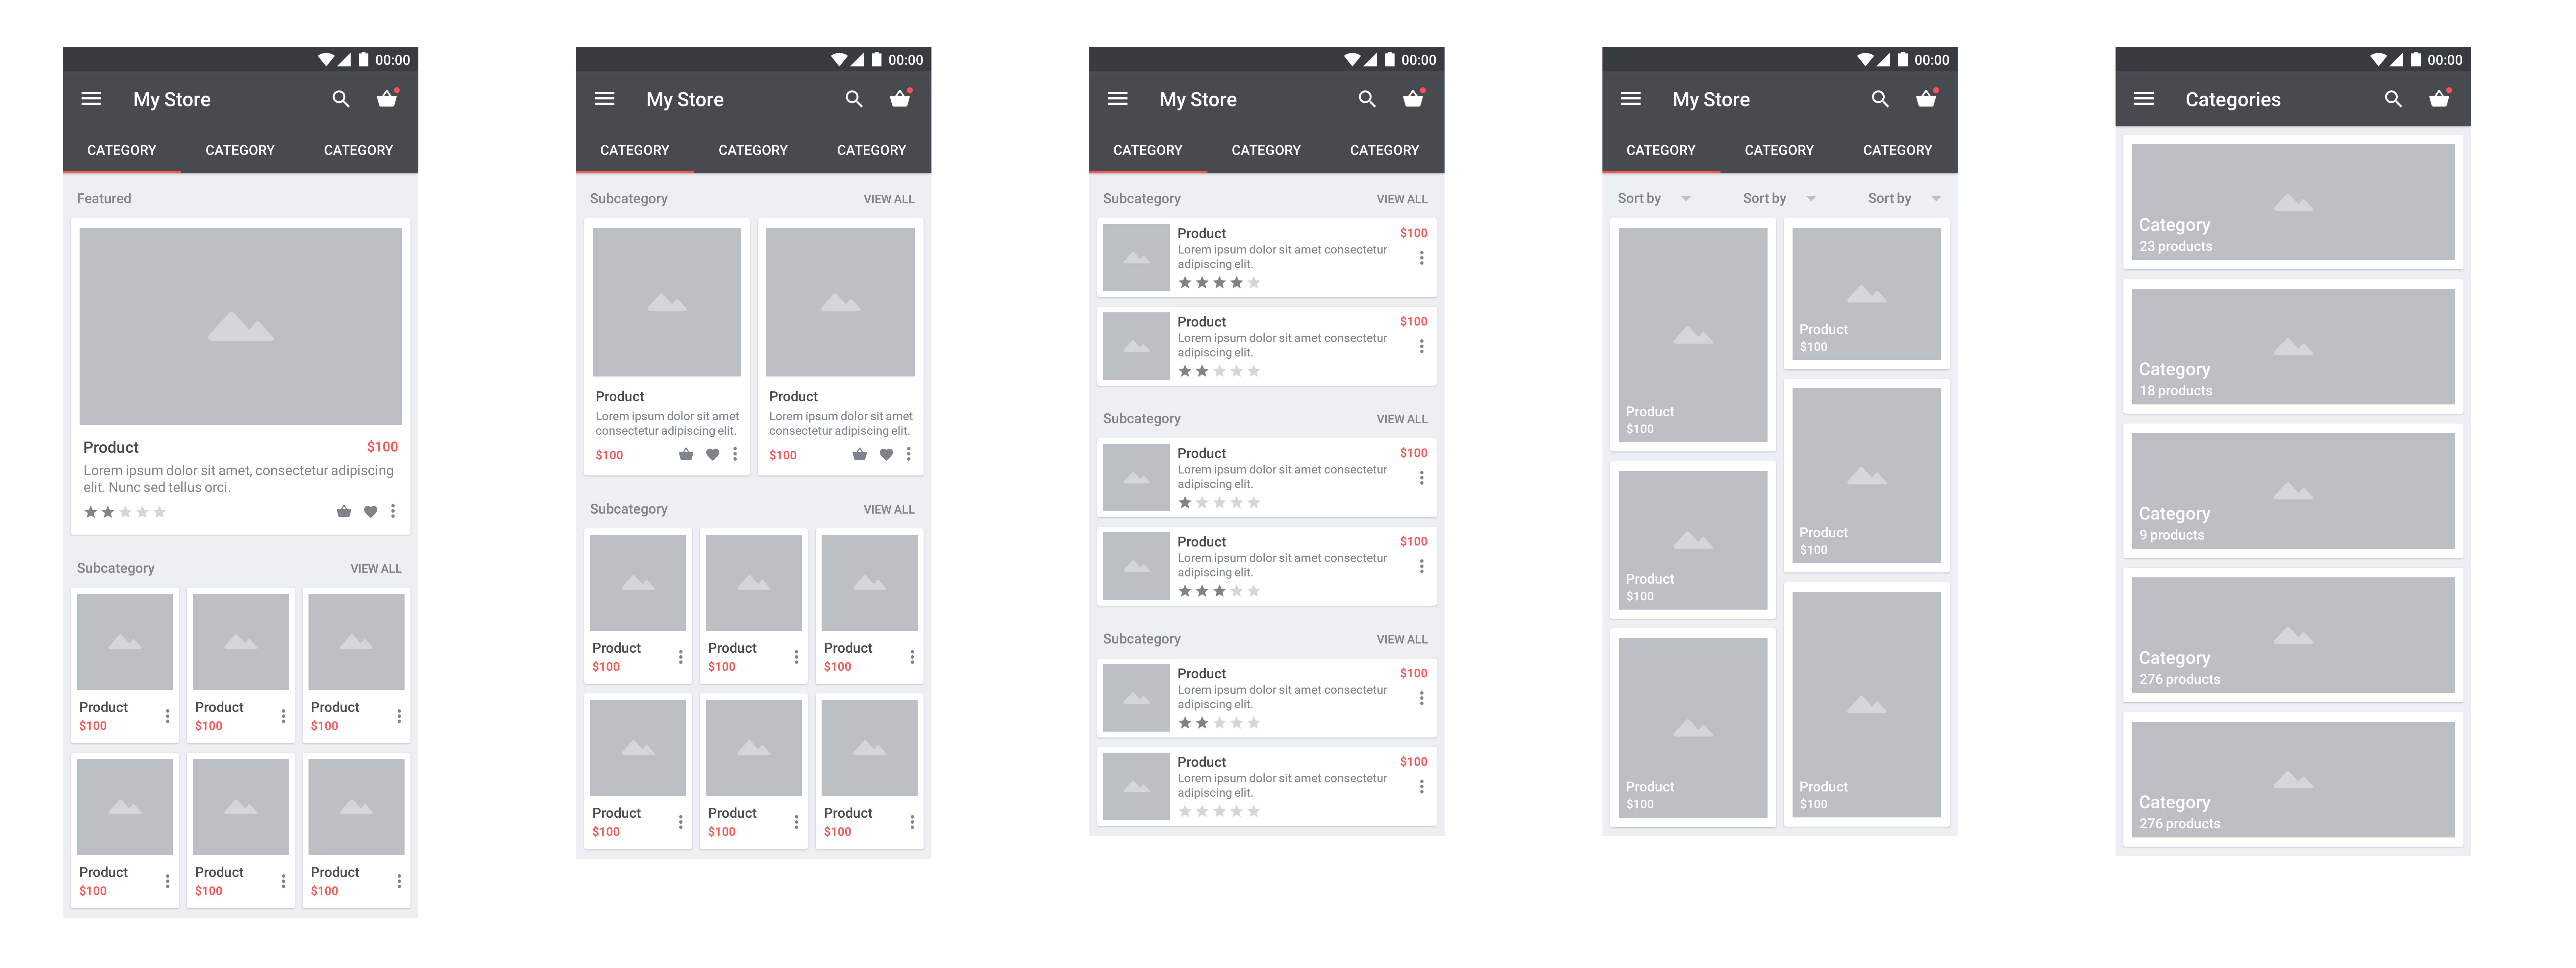 00:00
My Store
CATEGORY CATEGORY CATEGORY
Featured
Product $100
Lorem ipsum dolor sit amet, consectetur adipiscing
elit. Nunc sed tellus orci.
Subcategory VIEW ALL
Product Product Product
$100 $100 $100
Product Product Product
$100 $100 $100
00:00
My Store
CATEGORY CATEGORY CATEGORY
Subcategory VIEW ALL
Product
Lorem ipsum dolor sit amet
consectetur adipiscing elit.
$100
Product
Lorem ipsum dolor sit amet
consectetur adipiscing elit.
$100
Subcategory VIEW ALL
Product Product Product
$100 $100 $100
Product Product Product
$100 $100 $100
00:00
My Store
CATEGORY CATEGORY CATEGORY
Subcategory VIEW ALL
Product $100
Lorem ipsum dolor sit amet consectetur
adipiscing elit.
Product $100
Lorem ipsum dolor sit amet consectetur
adipiscing elit.
Subcategory VIEW ALL
Product $100
Lorem ipsum dolor sit amet consectetur
adipiscing elit.
Product $100
Lorem ipsum dolor sit amet consectetur
adipiscing elit.
Subcategory VIEW ALL
Product $100
Lorem ipsum dolor sit amet consectetur
adipiscing elit.
Product $100
Lorem ipsum dolor sit amet consectetur
adipiscing elit.
00:00
My Store
CATEGORY CATEGORY CATEGORY
Sort by Sort by Sort by
Product
$100
Product
$100
Product
$100
Product
$100
Product
$100
Product
$100
00:00
Categories
Category
23 products
Category
18 products
Category
9 products
Category
276 products
Category
276 products